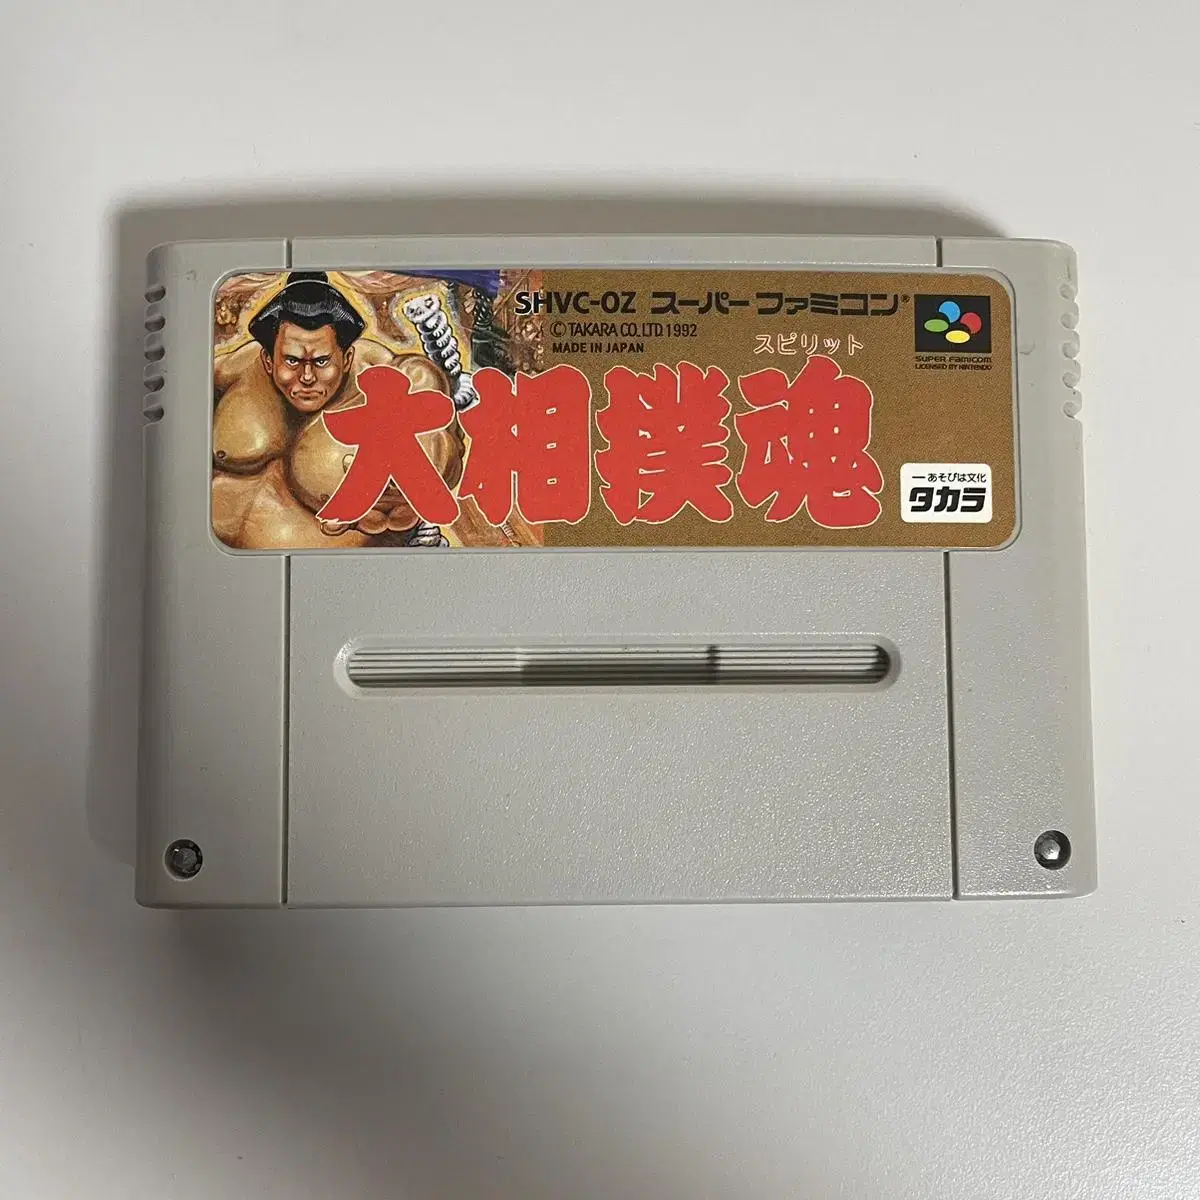 SHVC-OZ スーパーファミコン®
© TAKARA CO., LTD. 1992
MADE IN JAPAN
スピリット
大相撲魂
SUPER FAMICOM
LICENSED BY NINTENDO
ーあそびは文化
タカラ